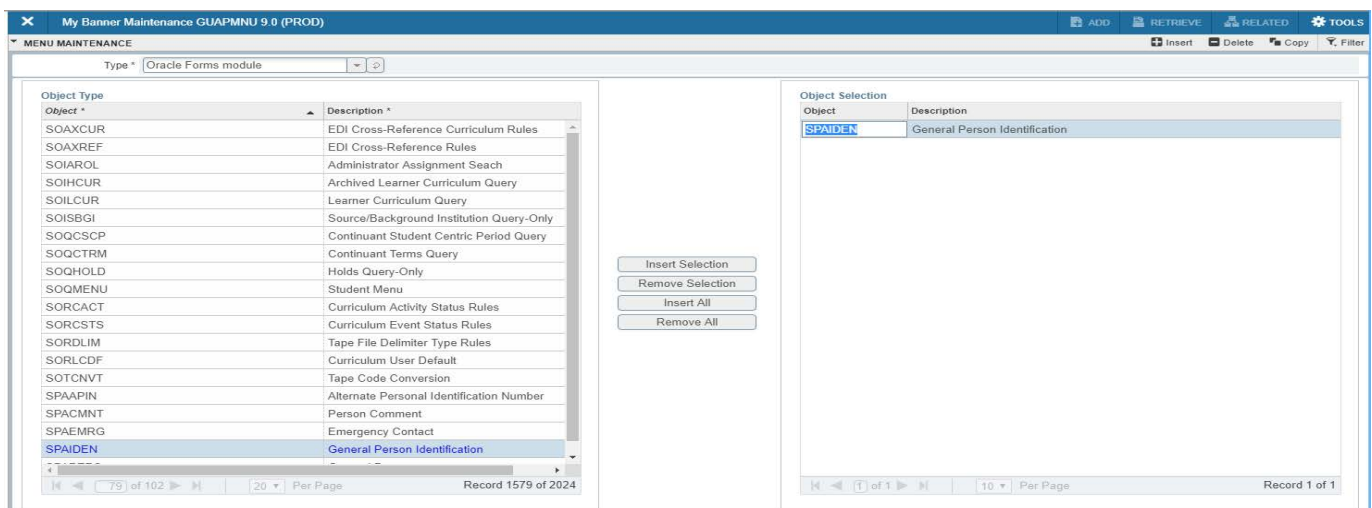 ✕ My Banner Maintenance GUAPMNU 9.0 (PROD) ADD RETRIEVE RELATED TOOLS
MENU MAINTENANCE Insert Delete Copy Filter
Type * Oracle Forms module
Object Type Object Selection
Object * Description * Object Description
SOAXCUR EDI Cross-Reference Curriculum Rules SPAIDEN General Person Identification
SOAXREF EDI Cross-Reference Rules
SOIAROL Administrator Assignment Seach
SOIHCUR Archived Learner Curriculum Query
SOILCUR Learner Curriculum Query
SOISBGI Source/Background Institution Query-Only
SOQCSCP Continuant Student Centric Period Query
SOQCTRM Continuant Terms Query
SOQHOLD Holds Query-Only Insert Selection
SOQMENU Student Menu Remove Selection
SORCACT Curriculum Activity Status Rules Insert All
SORCSTS Curriculum Event Status Rules Remove All
SORDLIM Tape File Delimiter Type Rules
SORLCDF Curriculum User Default
SOTCNVT Tape Code Conversion
SPAAPIN Alternate Personal Identification Number
SPACMNT Person Comment
SPAEMRG Emergency Contact
SPAIDEN General Person Identification
79 of 102 20 Per Page Record 1579 of 2024 1 of 1 10 Per Page Record 1 of 1